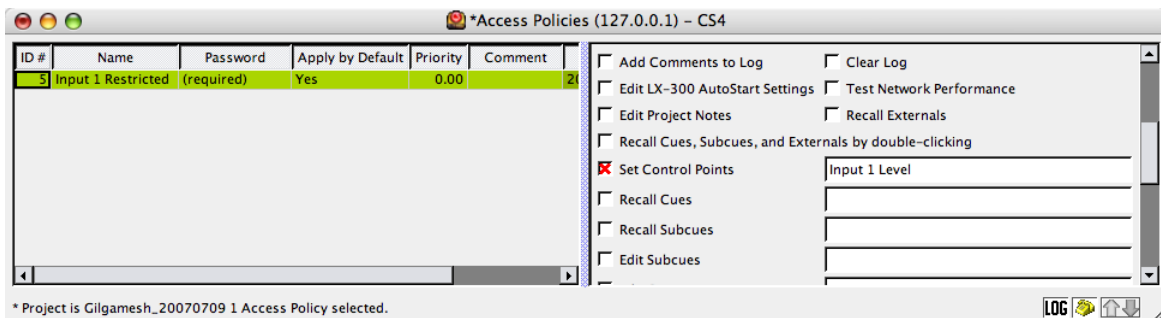 *Access Policies (127.0.0.1) – CS4
ID # Name Password Apply by Default Priority Comment
5 Input 1 Restricted (required) Yes 0.00 20
Add Comments to Log Clear Log
Edit LX-300 AutoStart Settings Test Network Performance
Edit Project Notes Recall Externals
Recall Cues, Subcues, and Externals by double-clicking
Set Control Points Input 1 Level
Recall Cues
Recall Subcues
Edit Subcues
* Project is Gilgamesh_20070709 1 Access Policy selected.
LOG